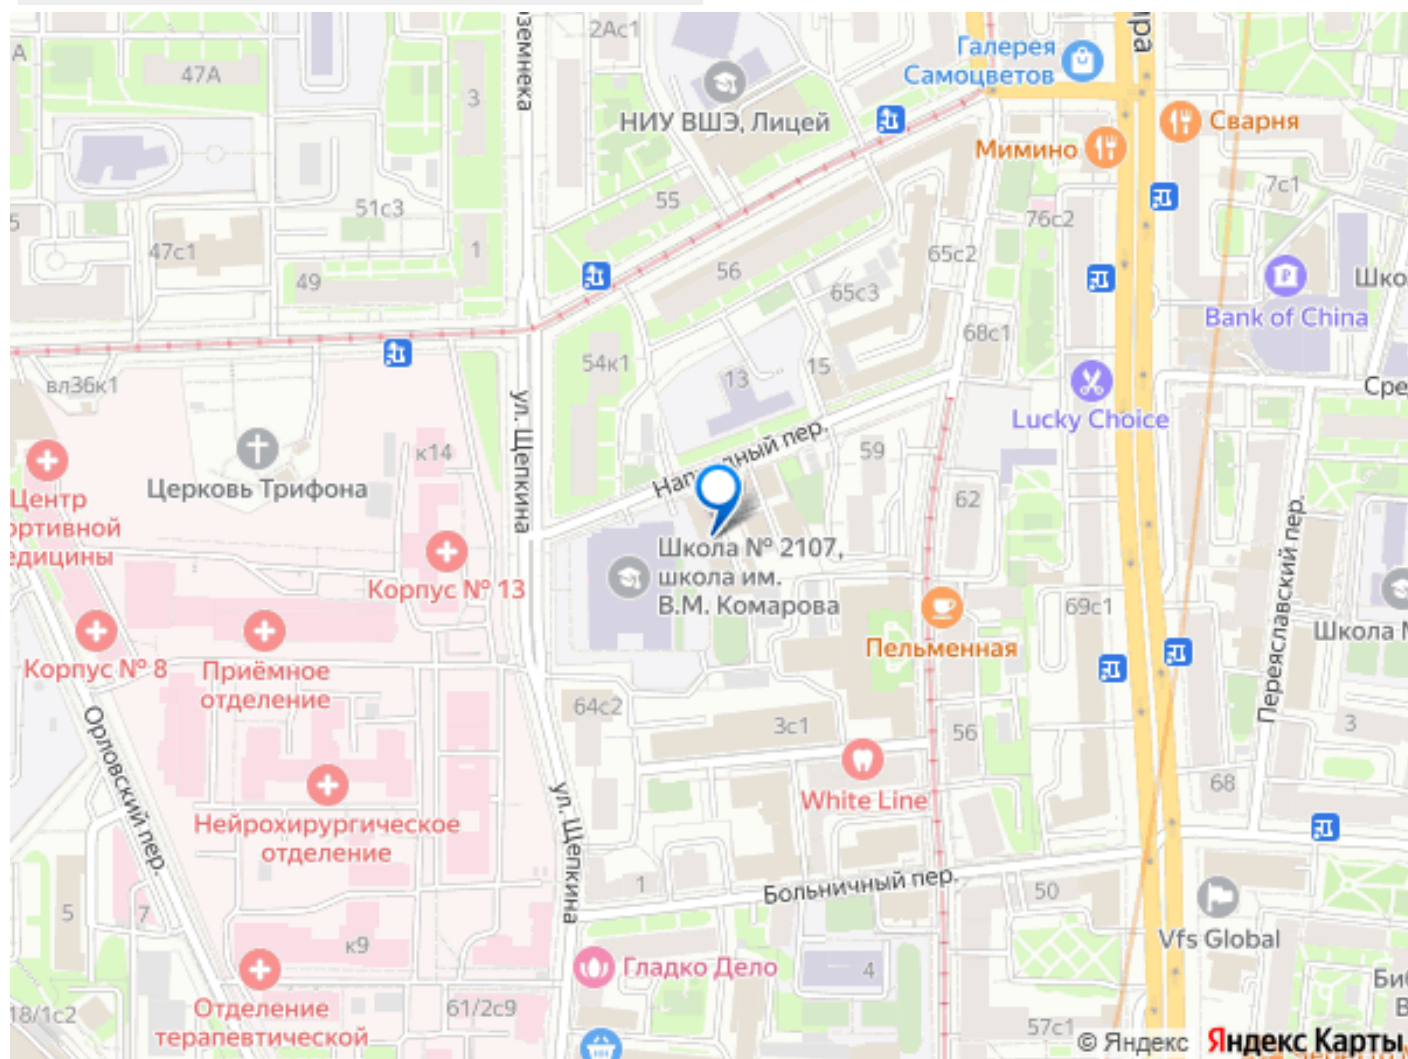 2Ас1
А
47А
3
Галерея
Самоцветов
НИУ ВШЭ, Лицей
Сварня
Мимино
55
51с3
7с1
5
47с1
1
76с2
65с2
56
49
65с3
Bank of China
68с1
вл36к1
54к1
13
15
ул. Щепкина
Lucky Choice
Напрудный пер.
к14
59
Церковь Трифона
Центр
62
Школа № 2107,
школа им.
В.М. Комарова
Корпус № 13
69с1
Переяславский пер.
Пельменная
Корпус № 8
Приёмное
отделение
64с2
3с1
56
3
Орловский пер.
White Line
68
ул. Щепкина
Нейрохирургическое
отделение
1
Больничный пер.
50
5
7
к9
Vfs Global
Гладко Дело
4
Отделение
терапевтической
61/2с9
18/1с2
57с1
© Яндекс
Яндекс Карты